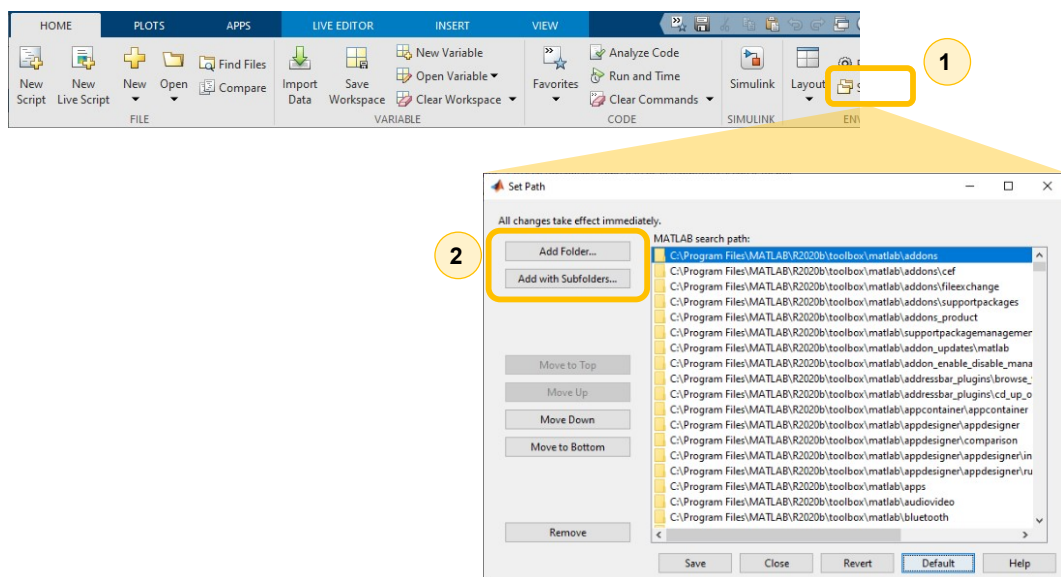 HOME PLOTS APPS LIVE EDITOR INSERT VIEW
New Script
New Live Script
New
Open
Find Files
Compare
FILE
Import Data
Save Workspace
New Variable
Open Variable
Clear Workspace
VARIABLE
Favorites
Analyze Code
Run and Time
Clear Commands
CODE
Simulink
SIMULINK
Layout
S
ENV
1
Set Path
All changes take effect immediately.
2
Add Folder...
Add with Subfolders...
Move to Top
Move Up
Move Down
Move to Bottom
Remove
MATLAB search path:
C:\Program Files\MATLAB\R2020b\toolbox\matlab\addons
C:\Program Files\MATLAB\R2020b\toolbox\matlab\addons\cef
C:\Program Files\MATLAB\R2020b\toolbox\matlab\addons\fileexchange
C:\Program Files\MATLAB\R2020b\toolbox\matlab\addons\supportpackages
C:\Program Files\MATLAB\R2020b\toolbox\matlab\addons_product
C:\Program Files\MATLAB\R2020b\toolbox\matlab\supportpackagemanagemer
C:\Program Files\MATLAB\R2020b\toolbox\matlab\addon_updates\matlab
C:\Program Files\MATLAB\R2020b\toolbox\matlab\addon_enable_disable_mana
C:\Program Files\MATLAB\R2020b\toolbox\matlab\addressbar_plugins\browse_
C:\Program Files\MATLAB\R2020b\toolbox\matlab\addressbar_plugins\cd_up_o
C:\Program Files\MATLAB\R2020b\toolbox\matlab\appcontainer\appcontainer
C:\Program Files\MATLAB\R2020b\toolbox\matlab\appdesigner\appdesigner
C:\Program Files\MATLAB\R2020b\toolbox\matlab\appdesigner\comparison
C:\Program Files\MATLAB\R2020b\toolbox\matlab\appdesigner\appdesigner\in
C:\Program Files\MATLAB\R2020b\toolbox\matlab\appdesigner\appdesigner\ru
C:\Program Files\MATLAB\R2020b\toolbox\matlab\apps
C:\Program Files\MATLAB\R2020b\toolbox\matlab\audiovideo
C:\Program Files\MATLAB\R2020b\toolbox\matlab\bluetooth
Save Close Revert Default Help